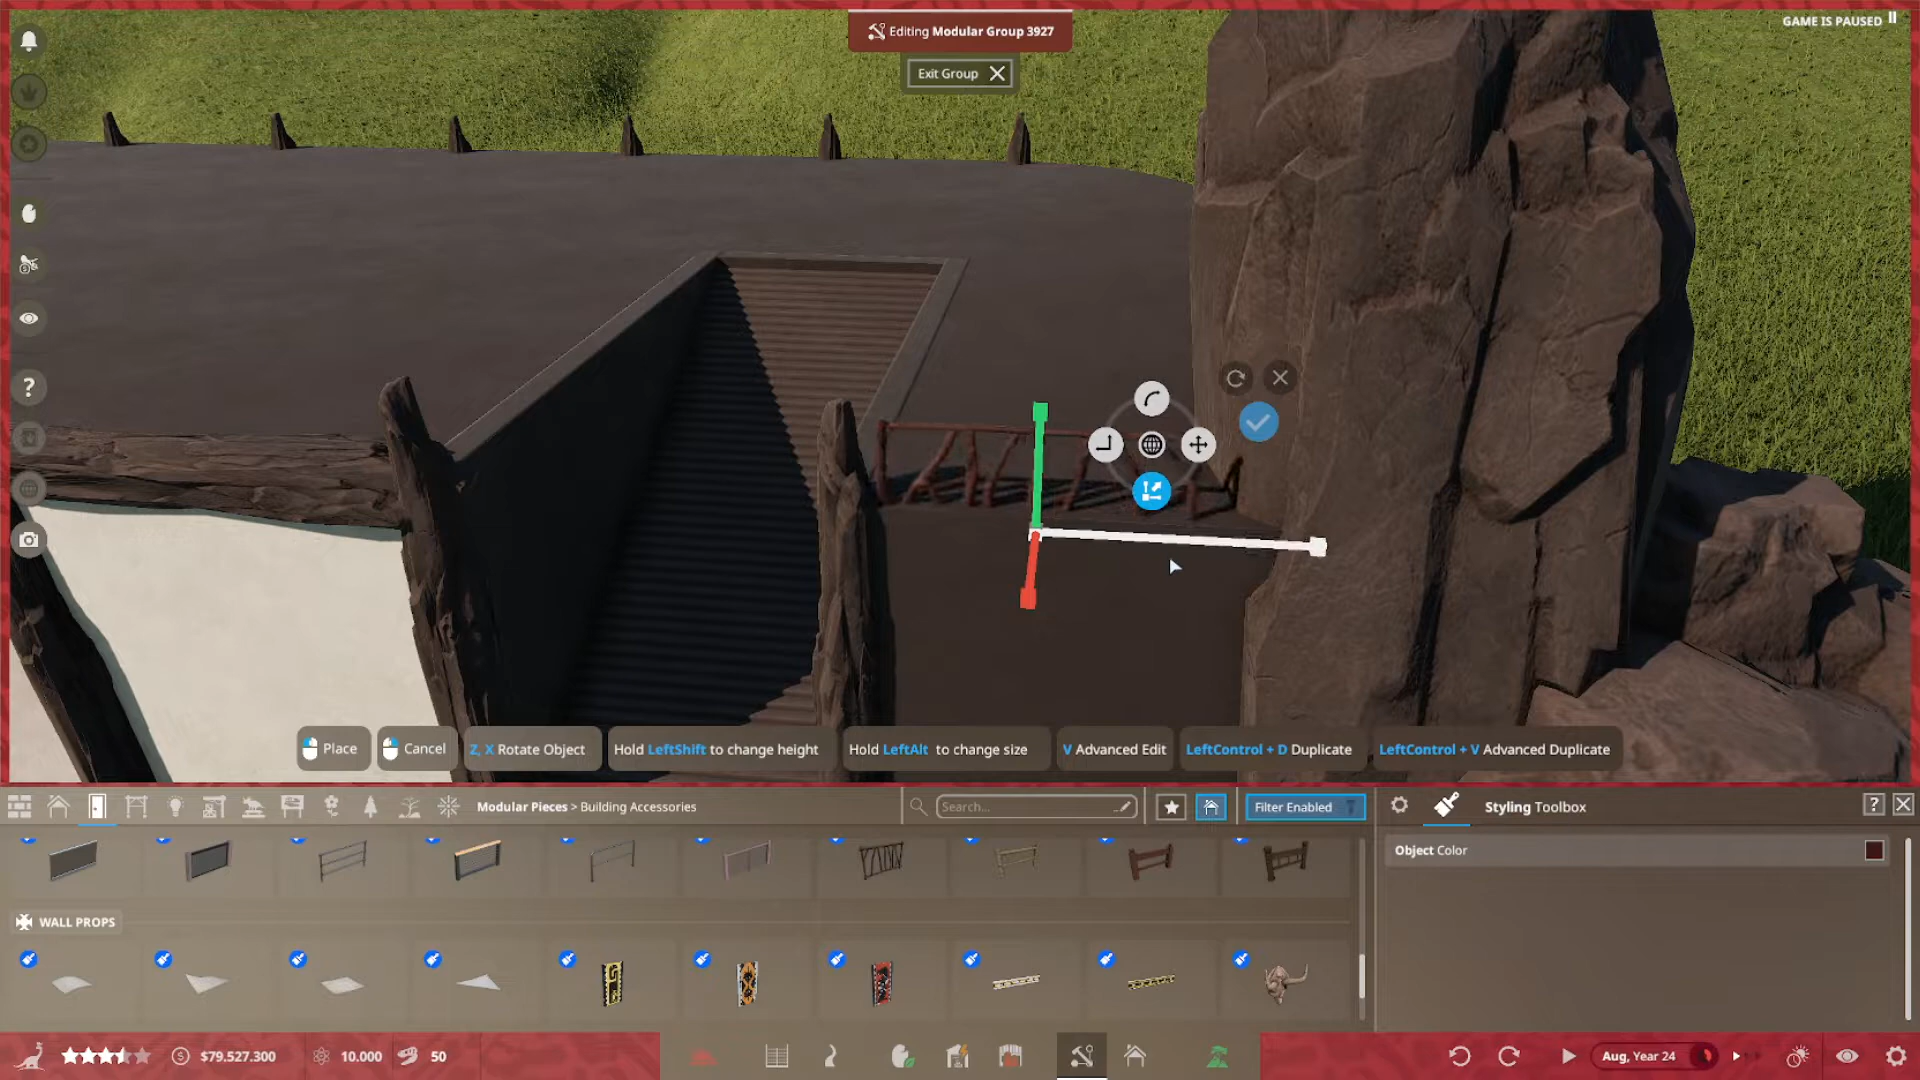 Editing Modular Group 3927
Exit Group
GAME IS PAUSED
Place
Cancel
Z, X Rotate Object
Hold LeftShift to change height
Hold LeftAlt to change size
V Advanced Edit
LeftControl + D Duplicate
LeftControl + V Advanced Duplicate
Modular Pieces > Building Accessories
Search...
Filter Enabled
Styling Toolbox
?
Object Color
WALL PROPS
$79.527.300
10.000
50
Aug, Year 24